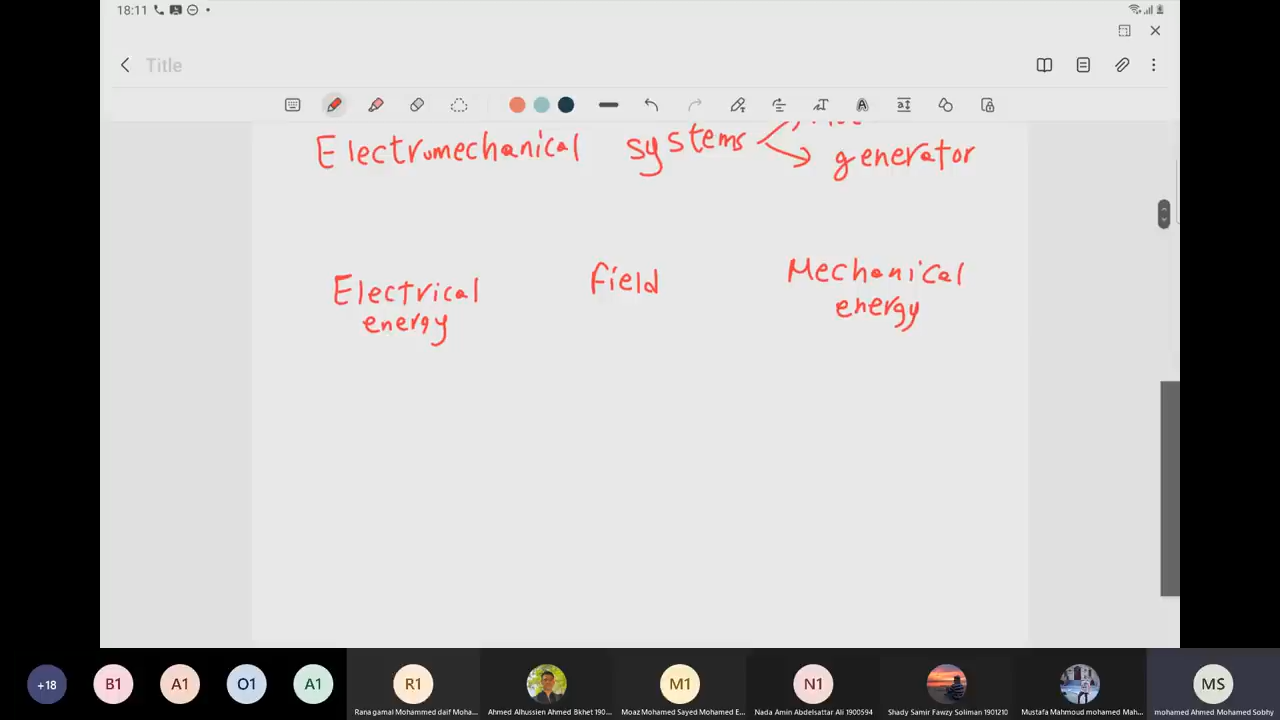 18:11
Title
Electromechanical systems
generator
Electrical energy
field
Mechanical energy
+18
B1
A1
O1
A1
R1
M1
N1
MS
Rana gamal Mohammed daif Moha...
Ahmed Alhussien Ahmed Bkhet 190...
Moaz Mohamed Sayed Mohamed E...
Nada Amin Abdelsattar Ali 1900594
Shady Samir Fawzy Soliman 1901210
Mustafa Mahmoud mohamed Mah...
mohamed Ahmed Mohamed Sobhy